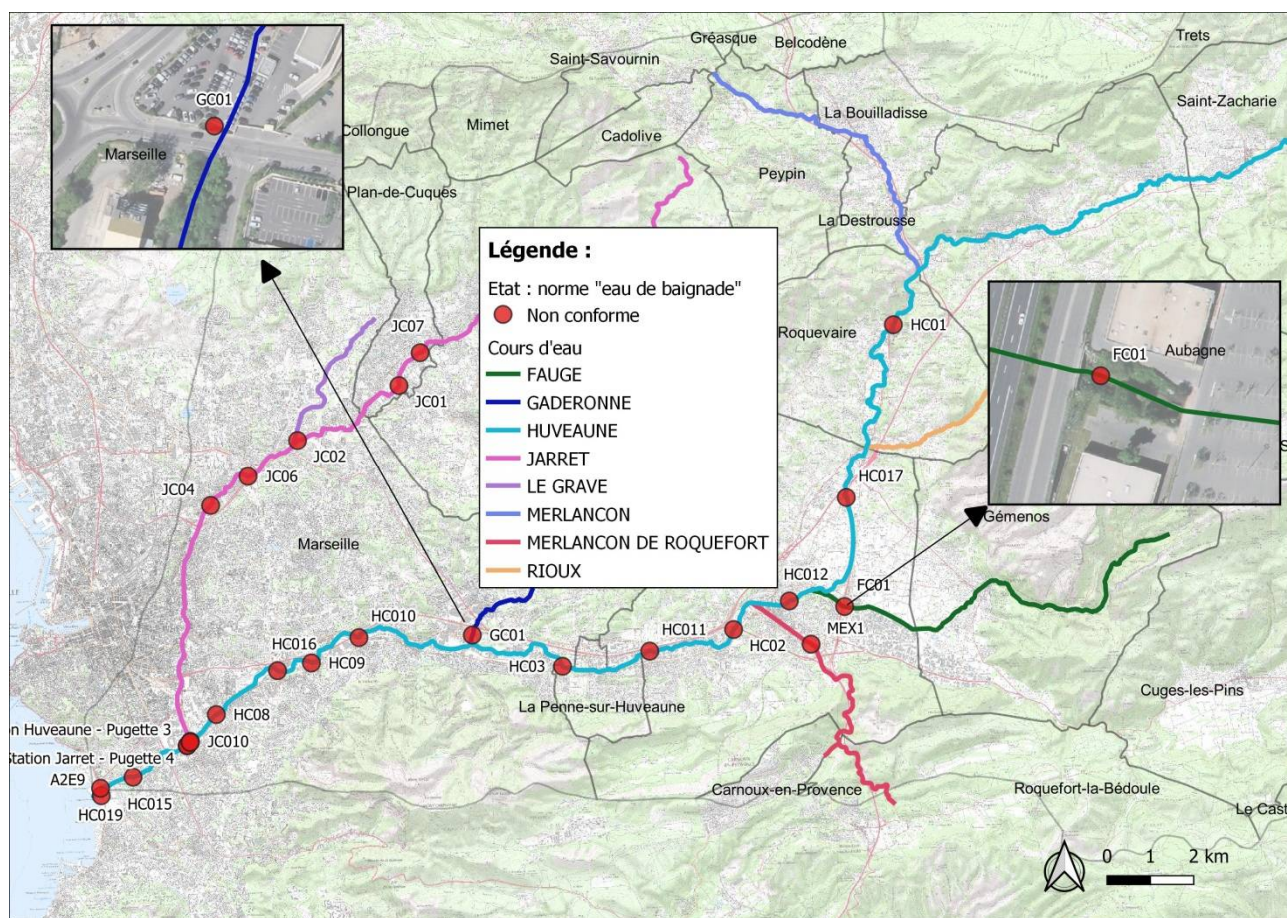 Gréasque
Belcodène
Trets
Saint-Savournin
Saint-Zacharie
GC01
La Bouilladisse
Mimet
Collongue
Cadolive
Marseille
Peypin
Plan-de-Cuques
La Destrousse
Légende :
Etat : norme "eau de baignade"
Non conforme
Cours d'eau
FAUGE
GADERONNE
HUVEAUNE
JARRET
LE GRAVE
MERLANCON
MERLANCON DE ROQUEFORT
RIOUX
JC07
Roquevaire
HC01
Aubagne
FC01
JC01
JC02
JC06
HC017
JC04
Gémenos
Marseille
HC012
FC01
HC010
GC01
HC011
MEX1
HC016
HC02
HC09
HC03
Cuges-les-Pins
La Penne-sur-Huveaune
HC08
on Huveaune - Pugette 3
JC010
Station Jarret - Pugette 4
A2E9
HC015
Carnoux-en-Provence
Roquefort-la-Bédoule
HC019
Le Cast
0 1 2 km